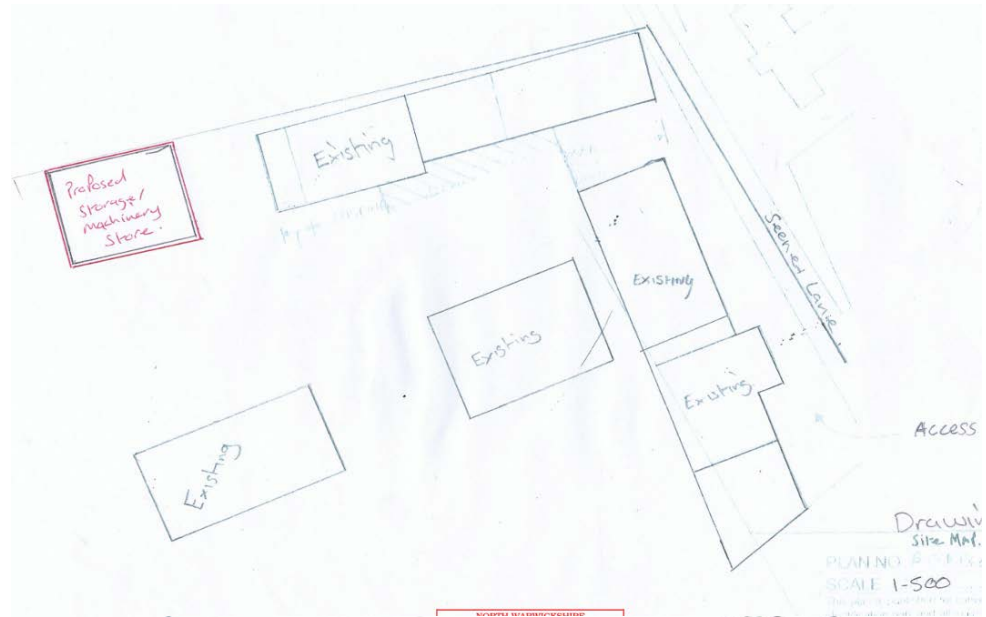 Existing
Proposed
Storage/
Machinery
Store.
Existing
Existing
Existing
Existing
Seeney Lane.
Access
Site Map.
PLAN NO
SCALE 1-500
NORTH WARWICKSHIRE